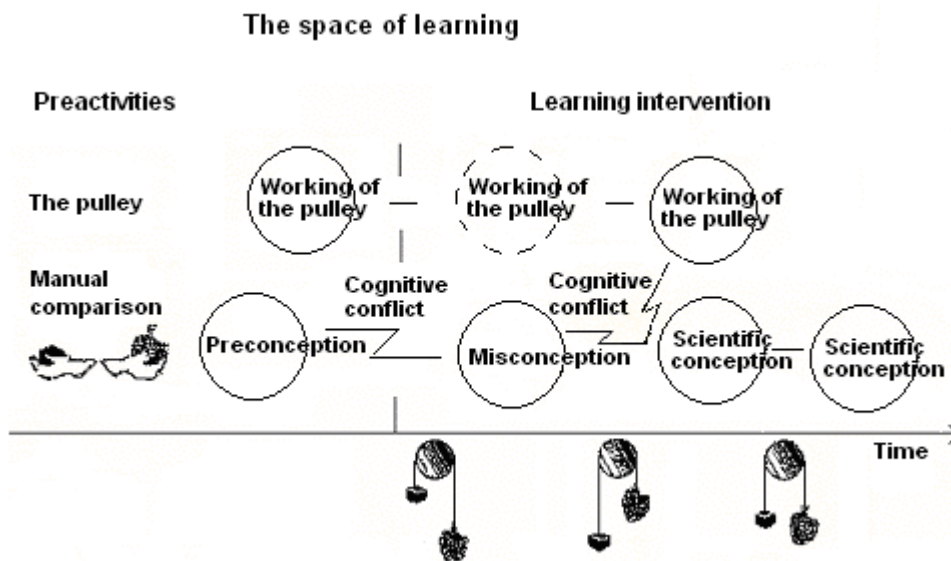 The space of learning
Preactivities
Learning intervention
The pulley
Working of
the pulley
Working of
the pulley
Working of
the pulley
Manual
comparison
Cognitive
conflict
Cognitive
conflict
Preconception
Misconception
Scientific
conception
Scientific
conception
Time